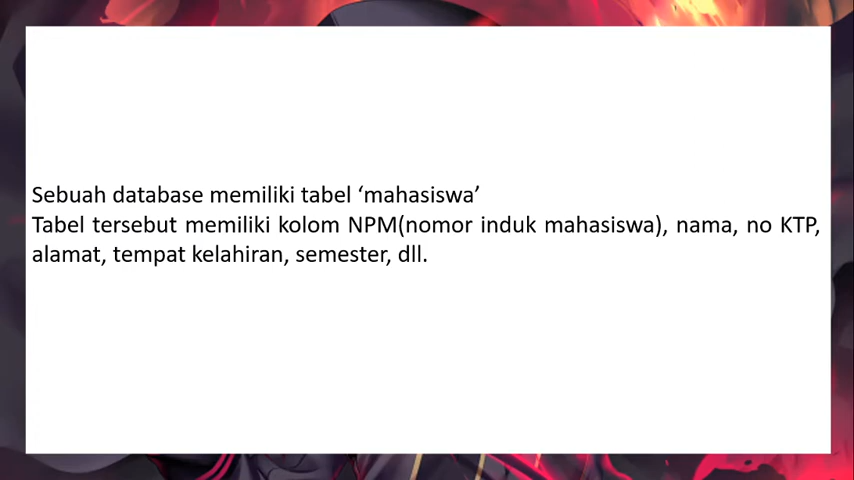 Sebuah database memiliki tabel ‘mahasiswa’
Tabel tersebut memiliki kolom NPM(nomor induk mahasiswa), nama, no KTP,
alamat, tempat kelahiran, semester, dll.